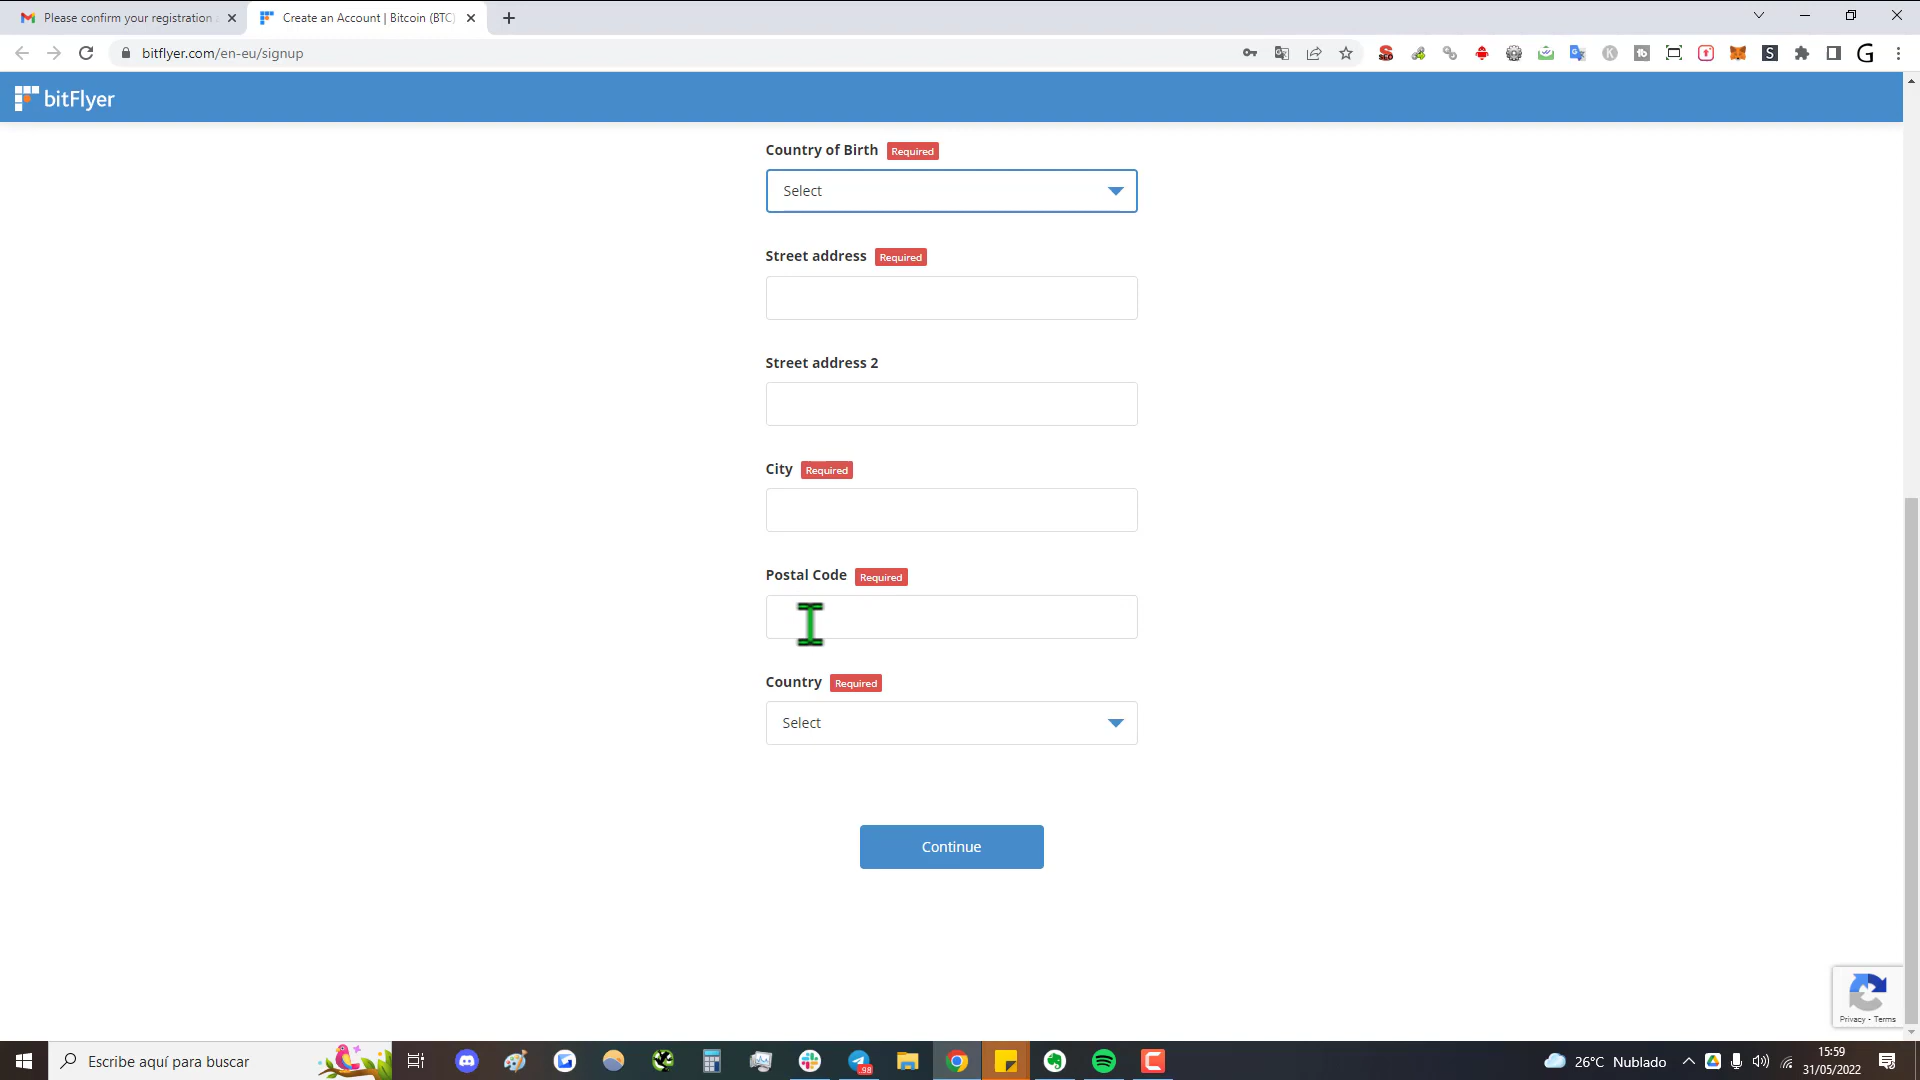 Please confirm your registration
Create an Account | Bitcoin (BTC)
bitflyer.com/en-eu/signup
bitFlyer
Country of Birth Required
Select
Street address Required
Street address 2
City Required
Postal Code Required
Country Required
Select
Continue
Privacy - Terms
Escribe aquí para buscar
98
26°C Nublado
15:59
31/05/2022